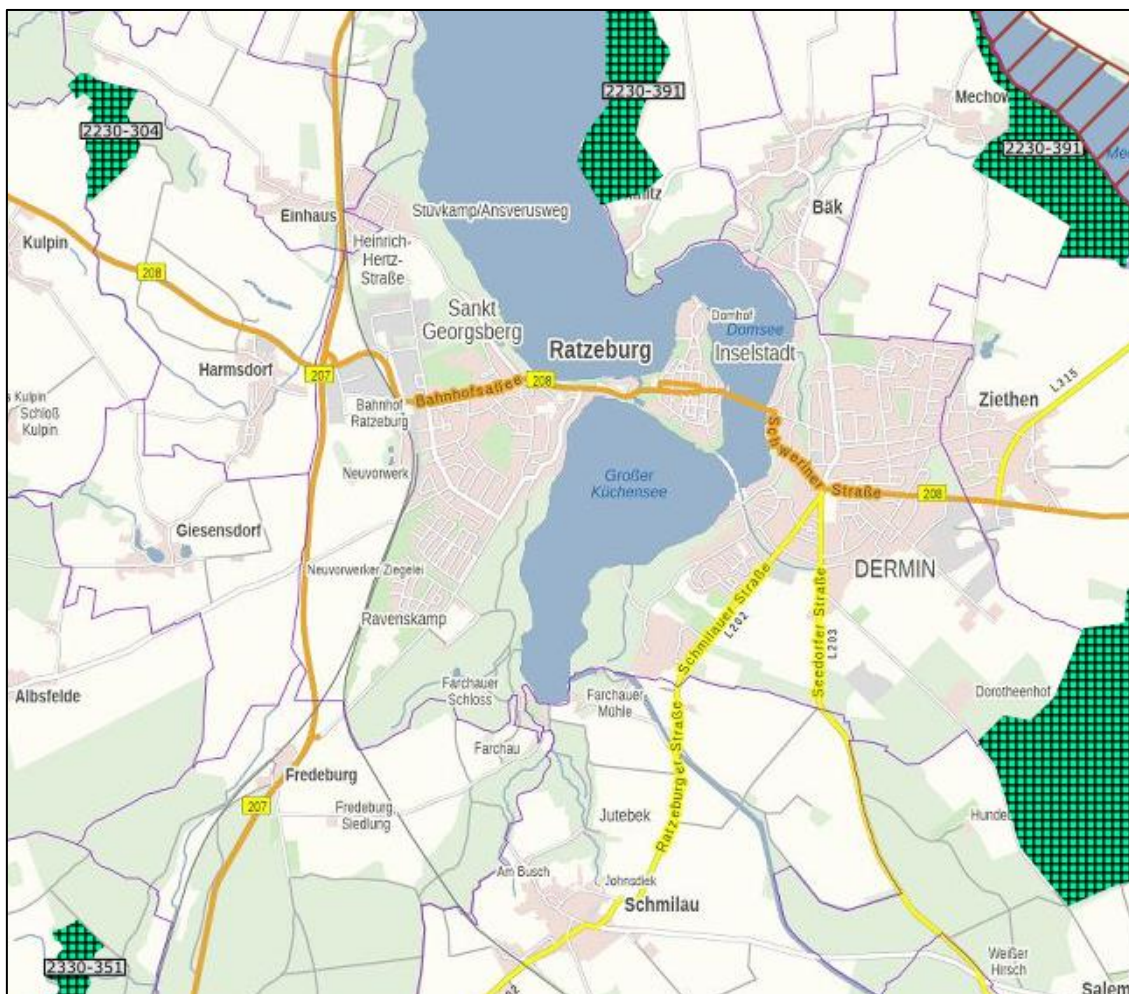 2230-391
Mechow
2230-304
2230-391
Einhaus
Stüvkamp/Ansverusweg
Bäk
Kulpin
Heinrich-
Hertz-
Straße
208
Sankt
Georgsberg
Domhof
Domsee
Ratzeburg
Inselstadt
Harmsdorf
207
Bahnhofsallee
208
L315
Ziethen
Schloß
Kulpin
Bahnhof
Ratzeburg
Neuvorwerk
Großer
Küchensee
Schweriner Straße
208
Giesensdorf
Neuvorwerker Ziegelei
DERMIN
Ravenskamp
Schmilauer Straße
L202
Seedorfer Straße
L203
Albsfelde
Farchauer
Schloss
Farchauer
Mühle
Dorotheenhof
Farchau
Ratzeburger Straße
Fredeburg
207
Fredeburg
Siedlung
Jutebek
Am Busch
Johnsdiek
Schmilau
Weißer
Hirsch
2330-351
Salem